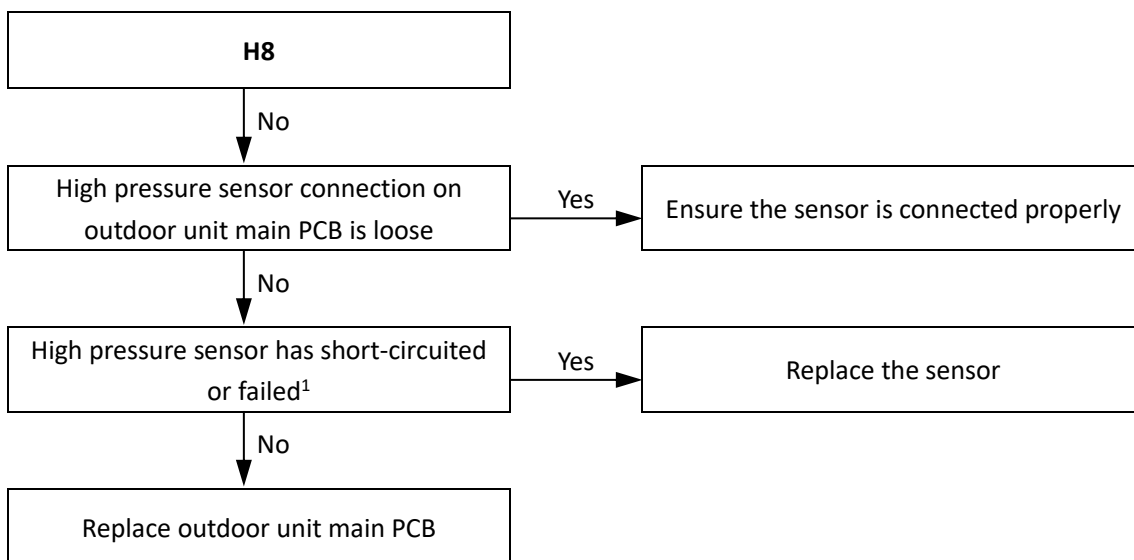 H8
No
High pressure sensor connection on
outdoor unit main PCB is loose
Yes
Ensure the sensor is connected properly
No
High pressure sensor has short-circuited
or failed¹
Yes
Replace the sensor
No
Replace outdoor unit main PCB